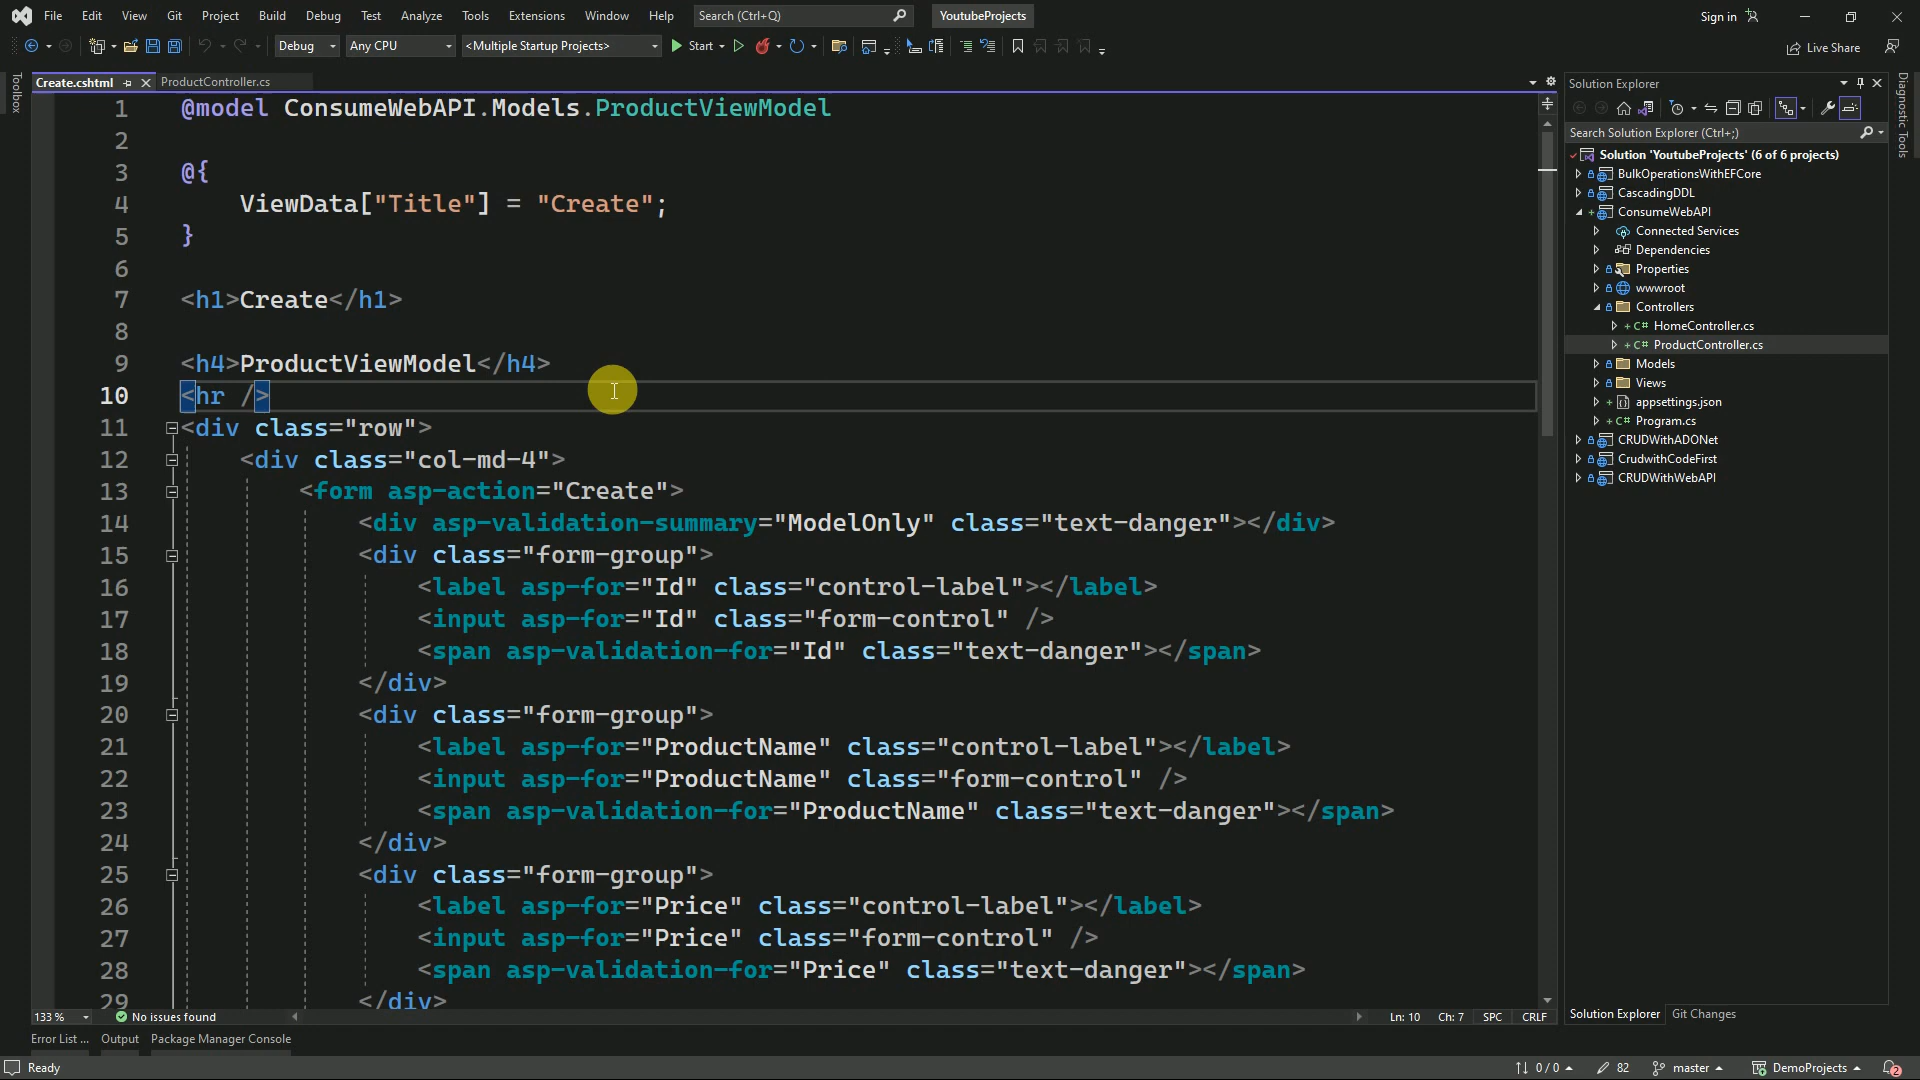 File Edit View Git Project Build Debug Test Analyze Tools Extensions Window Help Search (Ctrl+Q) YoutubeProjects Sign in
Debug Any CPU <Multiple Startup Projects> Start Live Share
Toolbox
Create.cshtml ProductController.cs
1 @model ConsumeWebAPI.Models.ProductViewModel
2
3 @{
4 ViewData["Title"] = "Create";
5 }
6
7 <h1>Create</h1>
8
9 <h4>ProductViewModel</h4>
10 <hr />
11 <div class="row">
12 <div class="col-md-4">
13 <form asp-action="Create">
14 <div asp-validation-summary="ModelOnly" class="text-danger"></div>
15 <div class="form-group">
16 <label asp-for="Id" class="control-label"></label>
17 <input asp-for="Id" class="form-control" />
18 <span asp-validation-for="Id" class="text-danger"></span>
19 </div>
20 <div class="form-group">
21 <label asp-for="ProductName" class="control-label"></label>
22 <input asp-for="ProductName" class="form-control" />
23 <span asp-validation-for="ProductName" class="text-danger"></span>
24 </div>
25 <div class="form-group">
26 <label asp-for="Price" class="control-label"></label>
27 <input asp-for="Price" class="form-control" />
28 <span asp-validation-for="Price" class="text-danger"></span>
29 </div>
133 % No issues found Ln: 10 Ch: 7 SPC CRLF
Solution Explorer
Search Solution Explorer (Ctrl+;)
Solution 'YoutubeProjects' (6 of 6 projects)
BulkOperationsWithEFCore
CascadingDDL
ConsumeWebAPI
Connected Services
Dependencies
Properties
wwwroot
Controllers
C# HomeController.cs
C# ProductController.cs
Models
Views
appsettings.json
C# Program.cs
CRUDWithADONet
CrudwithCodeFirst
CRUDWithWebAPI
Solution Explorer Git Changes
Diagnostic Tools
Error List ... Output Package Manager Console
Ready 0 / 0 82 master DemoProjects 2